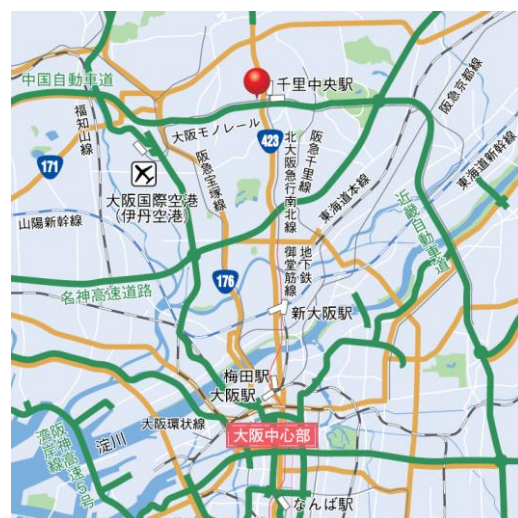 中国自動車道
千里中央駅
阪急京都線
福知山線
大阪モノレール
423
171
阪急宝塚線
北大阪急行南北線
阪急千里線
東海道本線
東海道新幹線
大阪国際空港
(伊丹空港)
山陽新幹線
近畿自動車道
176
地下鉄
御堂筋線
名神高速道路
新大阪駅
梅田駅
大阪駅
大阪環状線
大阪中心部
阪神高速5号
湾岸線
淀川
なんば駅